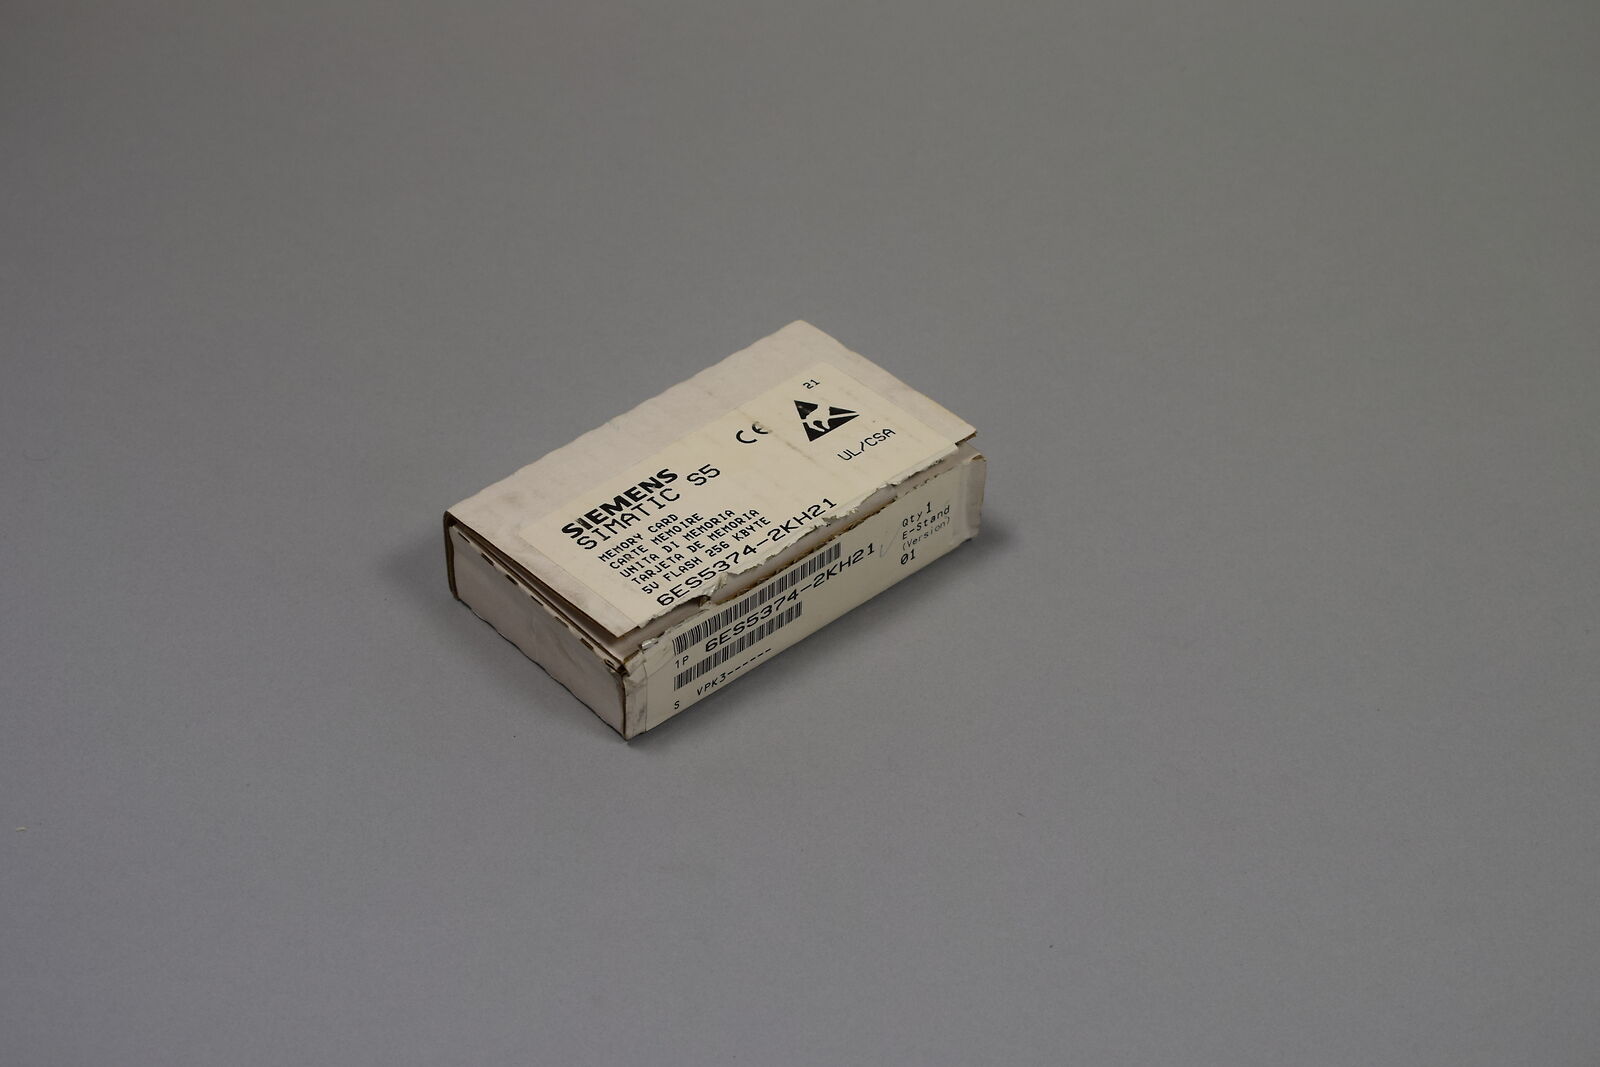 21
CE
UL/CSA
SIEMENS
SIMATIC S5
MEMORY CARD
CARTE MEMOIRE
UNITA DI MEMORIA
TARJETA DE MEMORIA
5V FLASH 256 KBYTE
6ES5374-2KH21
Qty 1
E-Stand
(Version)
01
1P 6ES5374-2KH21
S VPK3------